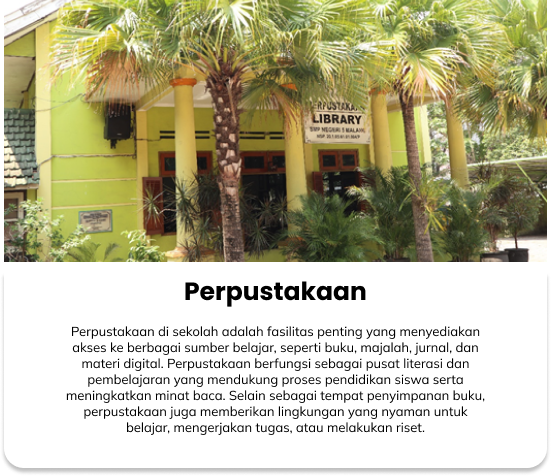 PERPUSTAKAAN
LIBRARY
SMP NEGERI 5 MALANG
Perpustakaan
Perpustakaan di sekolah adalah fasilitas penting yang menyediakan
akses ke berbagai sumber belajar, seperti buku, majalah, jurnal, dan
materi digital. Perpustakaan berfungsi sebagai pusat literasi dan
pembelajaran yang mendukung proses pendidikan siswa serta
meningkatkan minat baca. Selain sebagai tempat penyimpanan buku,
perpustakaan juga memberikan lingkungan yang nyaman untuk
belajar, mengerjakan tugas, atau melakukan riset.